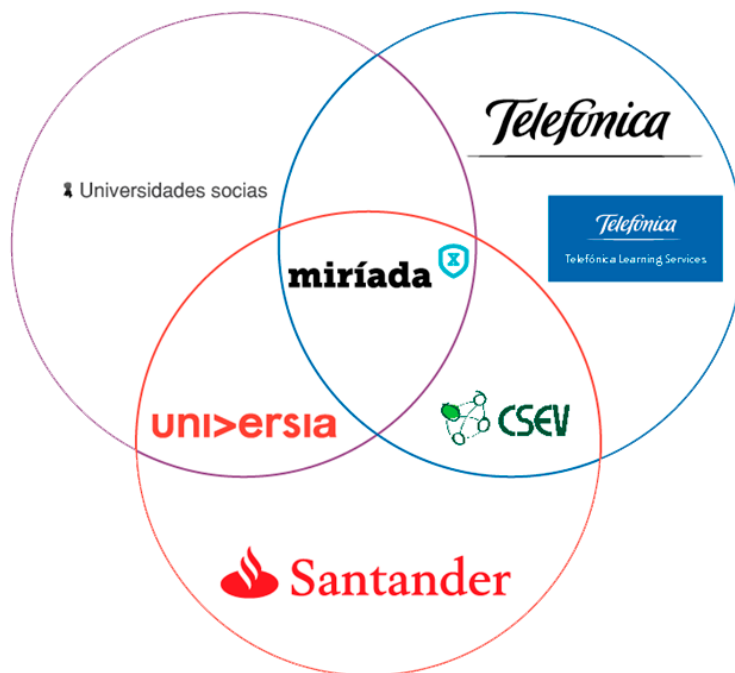 Telefónica
Universidades socias
Telefónica
Telefónica Learning Services
miríada X
uni>ersia
CSEV
Santander